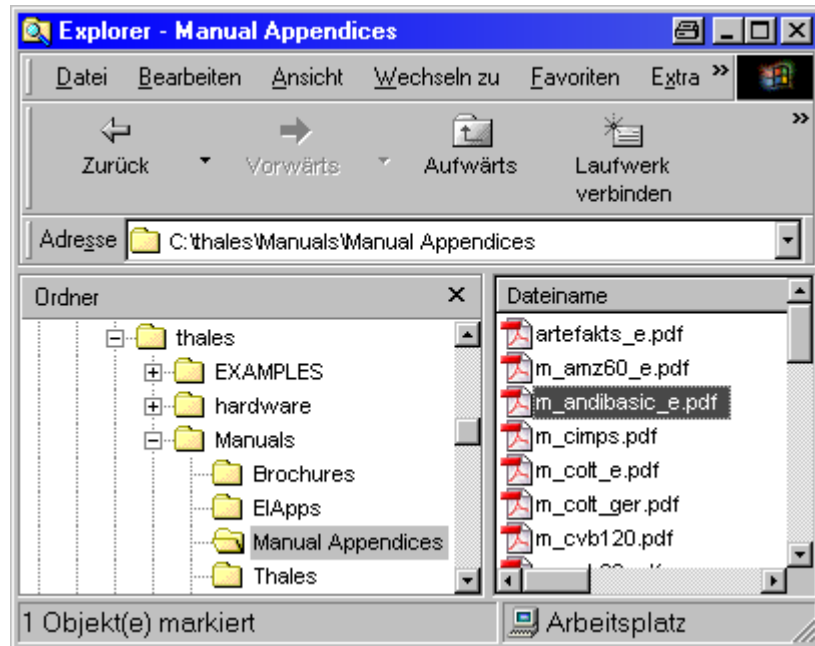 Explorer - Manual Appendices
Datei Bearbeiten Ansicht Wechseln zu Favoriten Extra »
Zurück Vorwärts Aufwärts Laufwerk verbinden »
Adresse C:\thales\Manuals\Manual Appendices
Ordner
thales
EXAMPLES
hardware
Manuals
Brochures
ElApps
Manual Appendices
Thales
Dateiname
artefakts_e.pdf
m_amz60_e.pdf
m_andibasic_e.pdf
m_cimps.pdf
m_colt_e.pdf
m_colt_ger.pdf
m_cvb120.pdf
1 Objekt(e) markiert
Arbeitsplatz